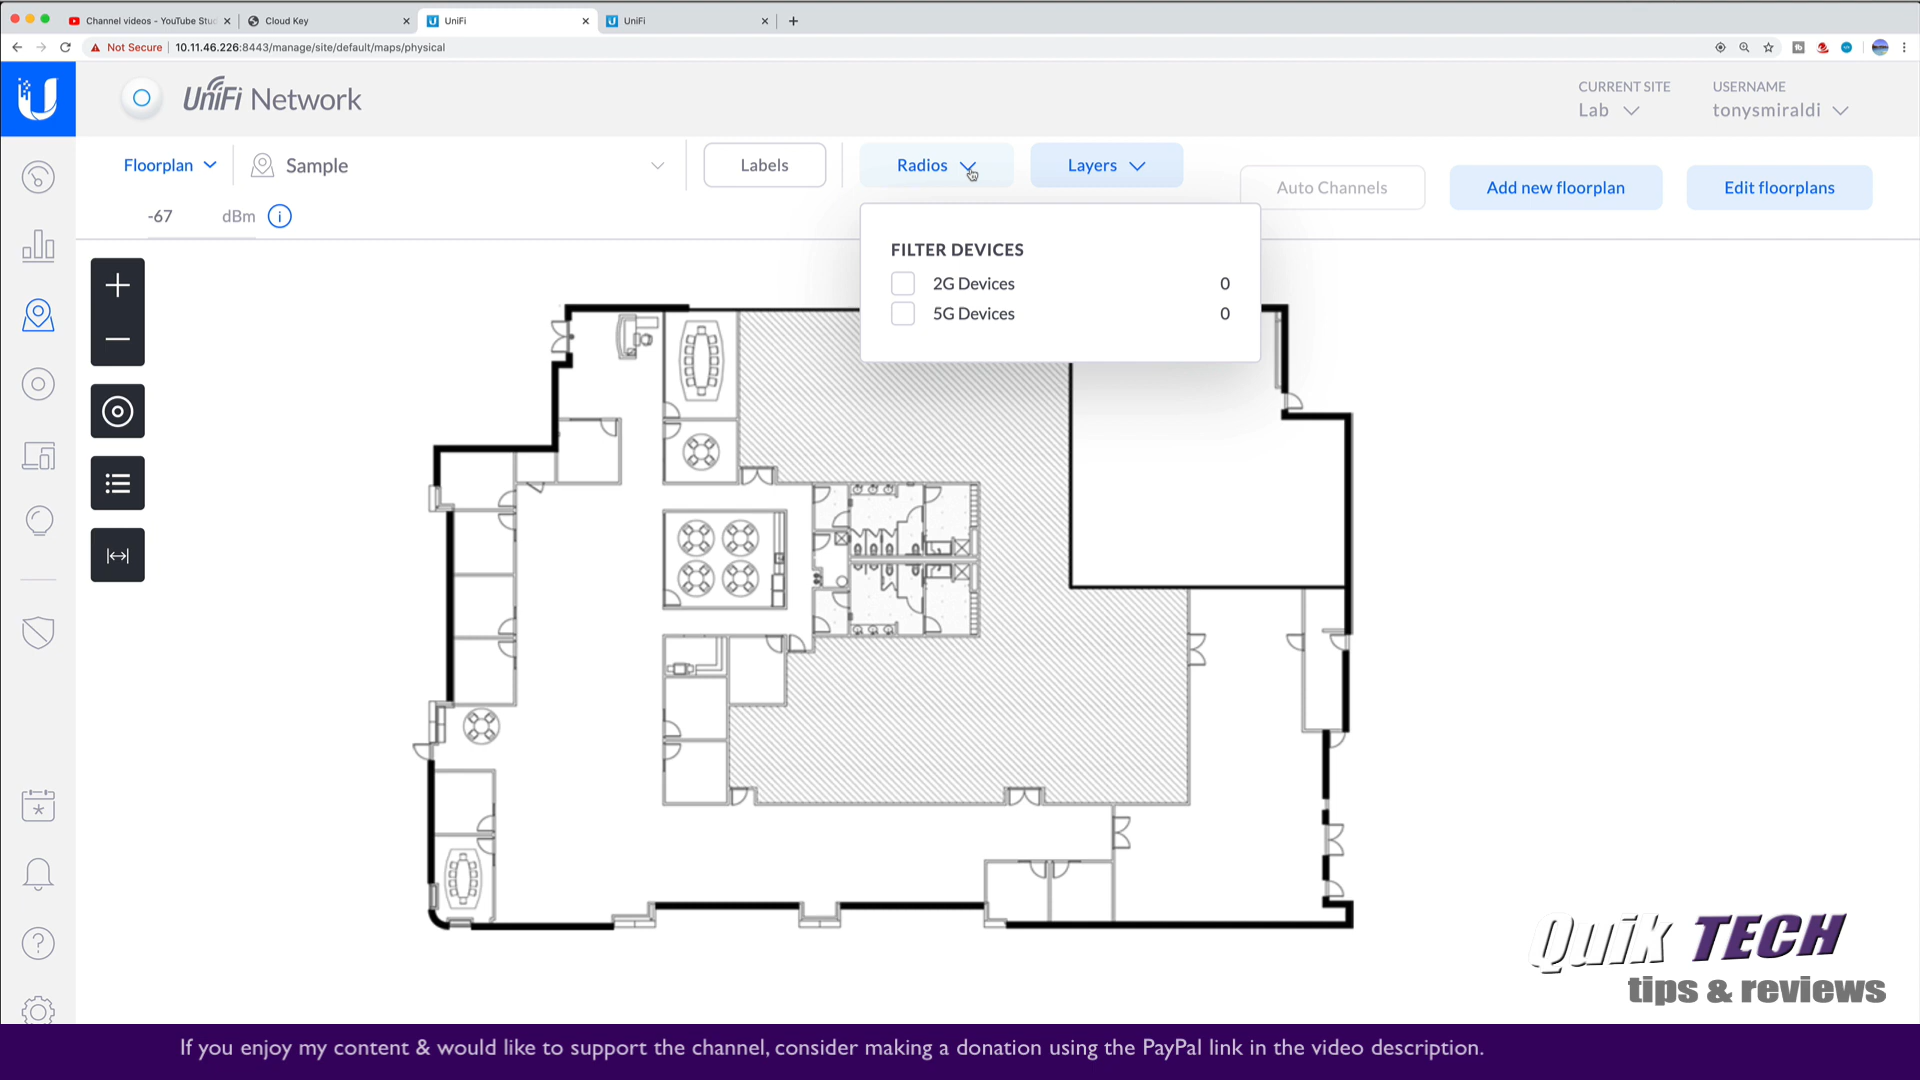 Channel videos - YouTube Stu
Cloud Key
UniFi
UniFi
Not Secure
10.11.46.226:8443/manage/site/default/maps/physical
UniFi Network
CURRENT SITE
Lab
USERNAME
tonysmiraldi
Floorplan
Sample
Labels
Radios
Layers
Auto Channels
Add new floorplan
Edit floorplans
-67 dBm
FILTER DEVICES
2G Devices 0
5G Devices 0
Quik TECH
tips & reviews
If you enjoy my content & would like to support the channel, consider making a donation using the PayPal link in the video description.